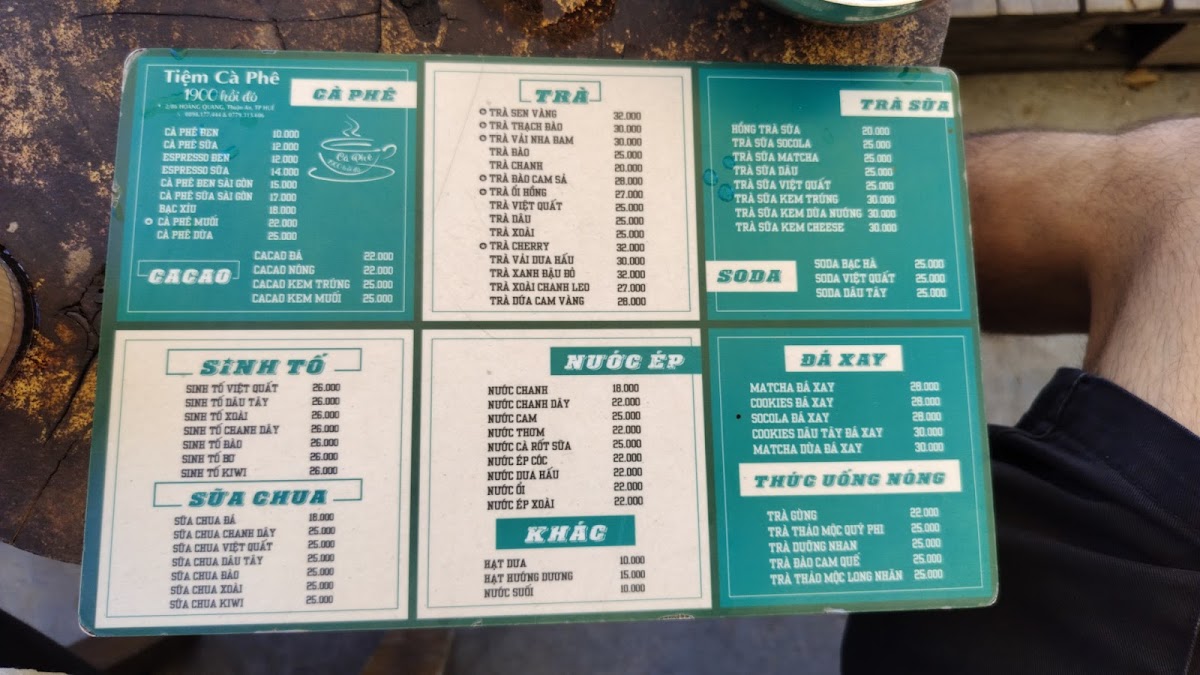 Tiệm Cà Phê
1900 hồi đó
CÀ PHÊ
CÀ PHÊ ĐEN 10.000
CÀ PHÊ SỮA 12.000
ESPRESSO ĐEN 12.000
ESPRESSO SỮA 14.000
CÀ PHÊ ĐEN SÀI GÒN 15.000
CÀ PHÊ SỮA SÀI GÒN 17.000
BẠC XỈU 18.000
CÀ PHÊ MUỐI 22.000
CÀ PHÊ DỪA 25.000
Cà Phê
CACAO
CACAO ĐÁ 22.000
CACAO NÓNG 22.000
CACAO KEM TRỨNG 25.000
CACAO KEM MUỐI 25.000
TRÀ
TRÀ SEN VÀNG 32.000
TRÀ THẠCH ĐÀO 30.000
TRÀ VẢI NHA ĐAM 30.000
TRÀ ĐÀO 25.000
TRÀ CHANH 20.000
TRÀ ĐÀO CAM SẢ 28.000
TRÀ ỔI HỒNG 27.000
TRÀ VIỆT QUẤT 25.000
TRÀ DÂU 25.000
TRÀ XOÀI 25.000
TRÀ CHERRY 32.000
TRÀ VẢI DƯA HẤU 30.000
TRÀ XANH ĐẬU ĐỎ 32.000
TRÀ XOÀI CHANH LEO 27.000
TRÀ DỨA CAM VÀNG 28.000
TRÀ SỮA
HỒNG TRÀ SỮA 20.000
TRÀ SỮA SOCOLA 25.000
TRÀ SỮA MATCHA 25.000
TRÀ SỮA DÂU 25.000
TRÀ SỮA VIỆT QUẤT 25.000
TRÀ SỮA KEM TRỨNG 30.000
TRÀ SỮA KEM DỪA NƯỚNG 30.000
TRÀ SỮA KEM CHEESE 30.000
SODA
SODA BẠC HÀ 25.000
SODA VIỆT QUẤT 25.000
SODA DÂU TÂY 25.000
SINH TỐ
SINH TỐ VIỆT QUẤT 26.000
SINH TỐ DÂU TÂY 26.000
SINH TỐ XOÀI 26.000
SINH TỐ CHANH DÂY 26.000
SINH TỐ ĐÀO 26.000
SINH TỐ BƠ 26.000
SINH TỐ KIWI 26.000
SỮA CHUA
SỮA CHUA ĐÁ 18.000
SỮA CHUA CHANH DÂY 25.000
SỮA CHUA VIỆT QUẤT 25.000
SỮA CHUA DÂU TÂY 25.000
SỮA CHUA ĐÀO 25.000
SỮA CHUA XOÀI 25.000
SỮA CHUA KIWI 25.000
NƯỚC ÉP
NƯỚC CHANH 18.000
NƯỚC CHANH DÂY 22.000
NƯỚC CAM 25.000
NƯỚC THƠM 22.000
NƯỚC CÀ RỐT SỮA 25.000
NƯỚC ÉP CÓC 22.000
NƯỚC DƯA HẤU 22.000
NƯỚC ỔI 22.000
NƯỚC ÉP XOÀI 22.000
KHÁC
HẠT DƯA 10.000
HẠT HƯỚNG DƯƠNG 15.000
NƯỚC SUỐI 10.000
ĐÁ XAY
MATCHA ĐÁ XAY 28.000
COOKIES ĐÁ XAY 28.000
SOCOLA ĐÁ XAY 28.000
COOKIES DÂU TÂY ĐÁ XAY 30.000
MATCHA DỪA ĐÁ XAY 30.000
THỨC UỐNG NÓNG
TRÀ GỪNG 22.000
TRÀ THẢO MỘC QUÝ PHI 25.000
TRÀ DƯỠNG NHAN 25.000
TRÀ ĐÀO CAM QUẾ 25.000
TRÀ THẢO MỘC LONG NHÃN 25.000